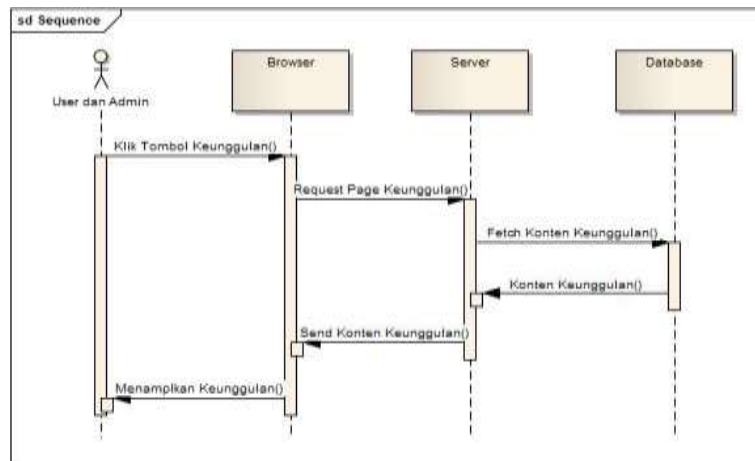 sd Sequence
User dan Admin
Browser
Server
Database
Klik Tombol Keunggulan()
Request Page Keunggulan()
Fetch Konten Keunggulan()
Konten Keunggulan()
Send Konten Keunggulan()
Menamplkan Keunggulan()